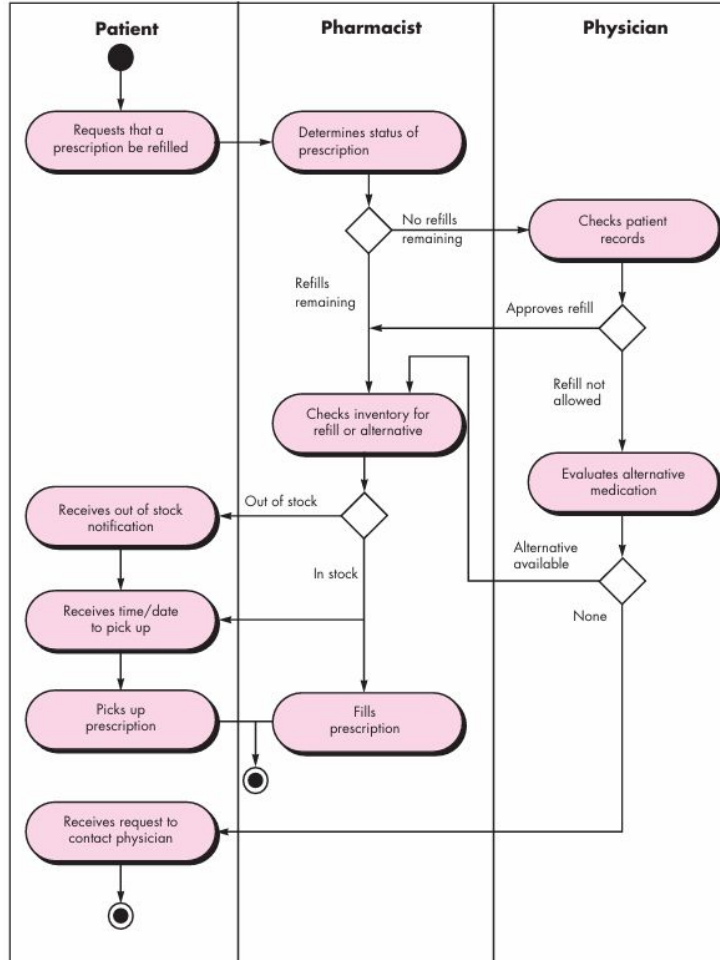 Patient
Pharmacist
Physician
Requests that a
prescription be refilled
Determines status of
prescription
No refills
remaining
Checks patient
records
Refills
remaining
Approves refill
Refill not
allowed
Checks inventory for
refill or alternative
Evaluates alternative
medication
Receives out of stock
notification
Out of stock
Alternative
available
In stock
None
Receives time/date
to pick up
Picks up
prescription
Fills
prescription
Receives request to
contact physician